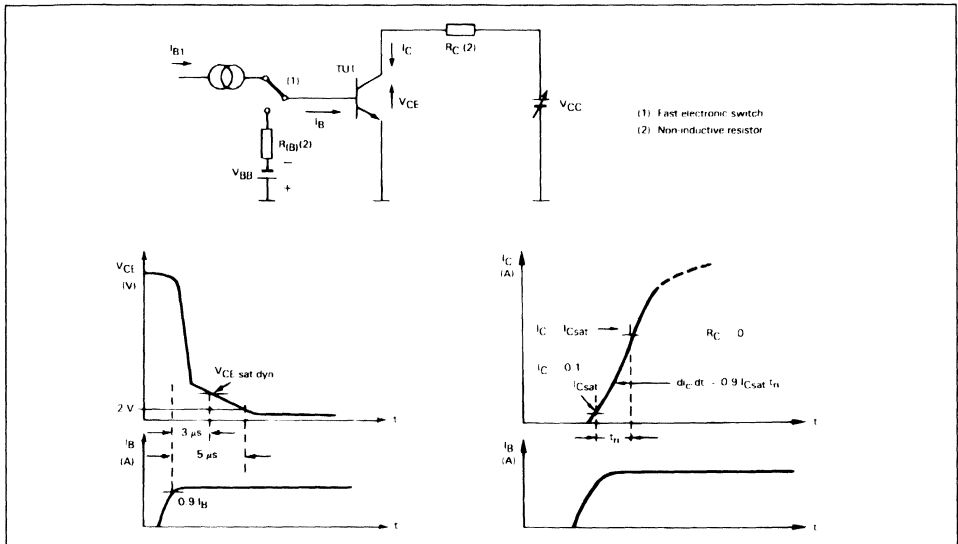 I_B1
(1)
TUT
I_C
R_C (2)
V_CE
V_CC
I_B
R_(B) (2)
V_BB
−
+
(1) Fast electronic switch
(2) Non-inductive resistor
V_CE
(V)
V_CE sat dyn
2 V
t
3 μs
5 μs
I_B
(A)
0.9 I_B
t
I_C
(A)
I_C I_Csat
R_C 0
I_C 0.1
I_Csat
di_C dt - 0.9 I_Csat t_ri
t_ri
t
I_B
(A)
t